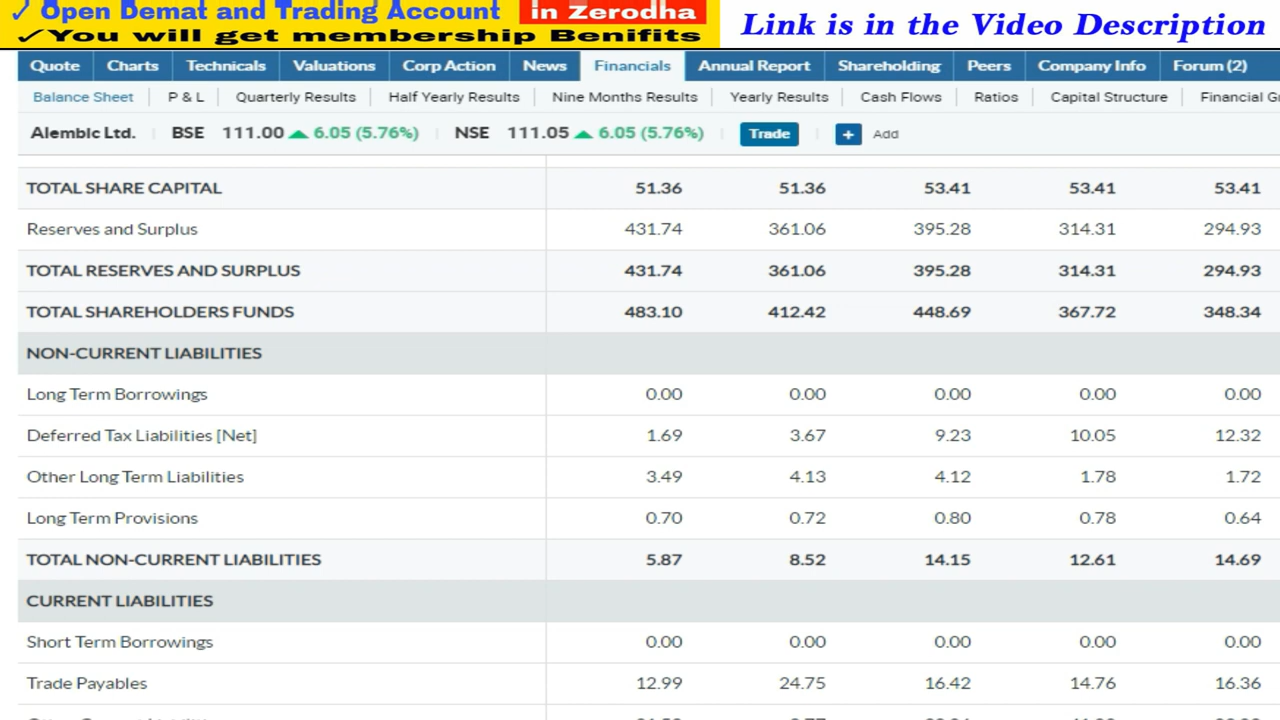 ✓ Open Demat and Trading Account in Zerodha
✓You will get membership Benifits
Link is in the Video Description
Quote Charts Technicals Valuations Corp Action News Financials Annual Report Shareholding Peers Company Info Forum (2)
Balance Sheet P & L Quarterly Results Half Yearly Results Nine Months Results Yearly Results Cash Flows Ratios Capital Structure Financial
Alembic Ltd. BSE 111.00 6.05 (5.76%) NSE 111.05 6.05 (5.76%) Trade + Add
TOTAL SHARE CAPITAL 51.36 51.36 53.41 53.41 53.41
Reserves and Surplus 431.74 361.06 395.28 314.31 294.93
TOTAL RESERVES AND SURPLUS 431.74 361.06 395.28 314.31 294.93
TOTAL SHAREHOLDERS FUNDS 483.10 412.42 448.69 367.72 348.34
NON-CURRENT LIABILITIES
Long Term Borrowings 0.00 0.00 0.00 0.00 0.00
Deferred Tax Liabilities [Net] 1.69 3.67 9.23 10.05 12.32
Other Long Term Liabilities 3.49 4.13 4.12 1.78 1.72
Long Term Provisions 0.70 0.72 0.80 0.78 0.64
TOTAL NON-CURRENT LIABILITIES 5.87 8.52 14.15 12.61 14.69
CURRENT LIABILITIES
Short Term Borrowings 0.00 0.00 0.00 0.00 0.00
Trade Payables 12.99 24.75 16.42 14.76 16.36